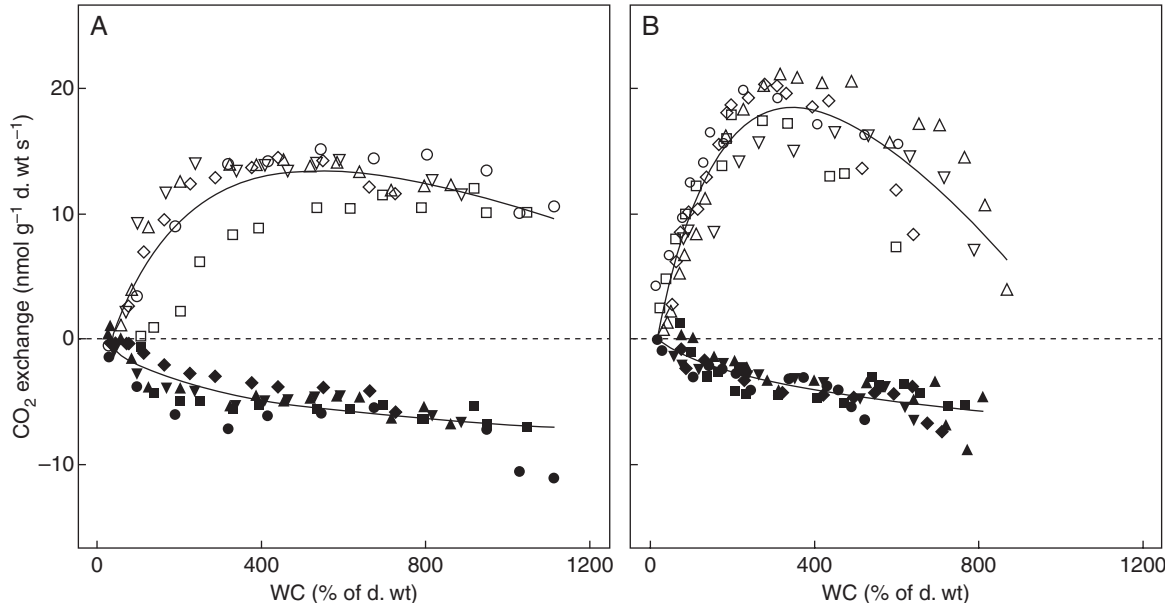 A
B
20
10
0
–10
CO2 exchange (nmol g–1 d. wt s–1)
0 400 800 1200
0 400 800 1200
WC (% of d. wt)
WC (% of d. wt)